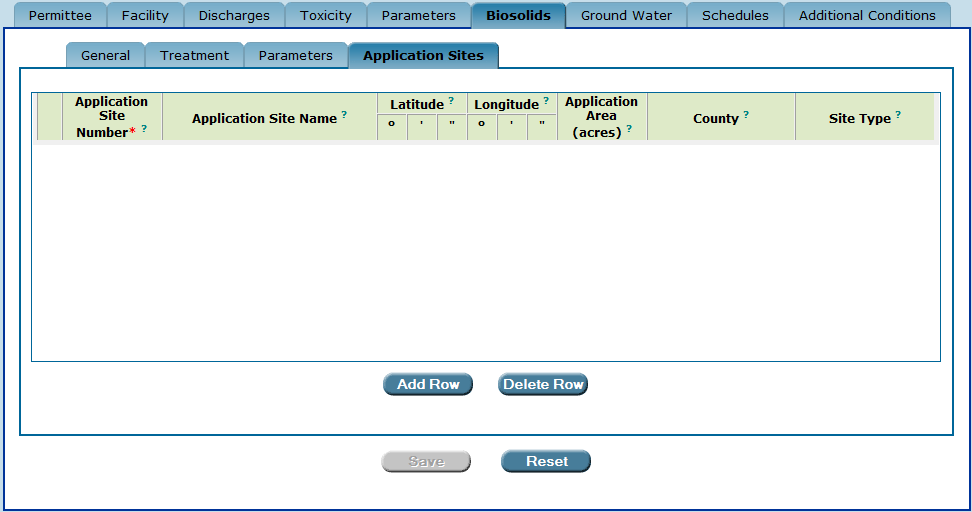 Permittee Facility Discharges Toxicity Parameters Biosolids Ground Water Schedules Additional Conditions
General Treatment Parameters Application Sites
Application Site Number* ?
Application Site Name ?
Latitude ?
o ' "
Longitude ?
o ' "
Application Area (acres) ?
County ?
Site Type ?
Add Row Delete Row
Save Reset